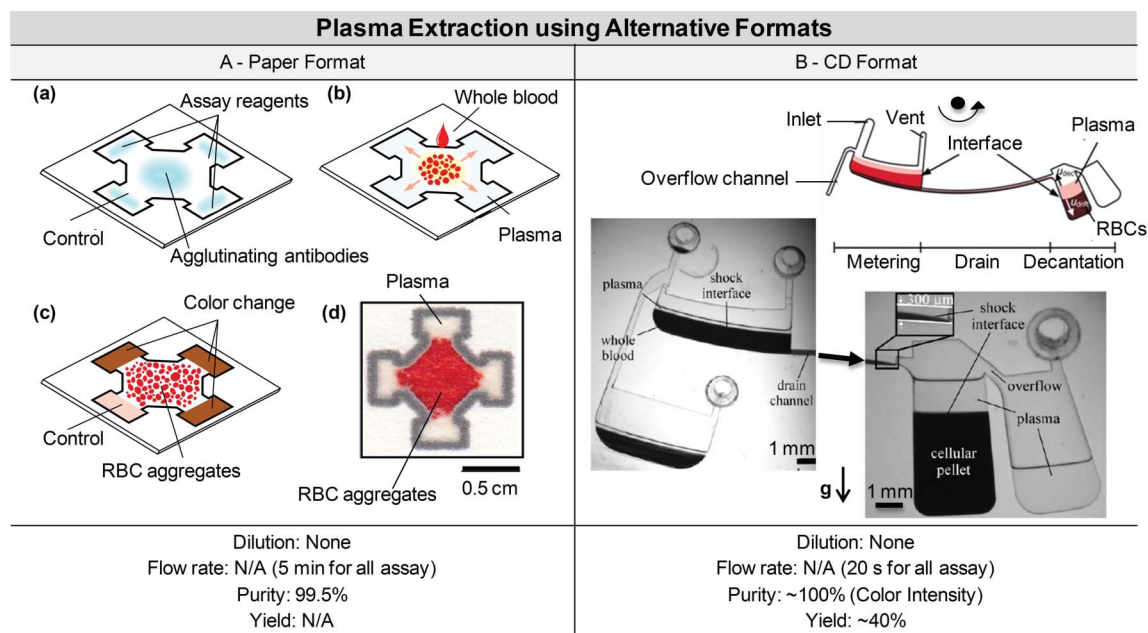 Plasma Extraction using Alternative Formats
A - Paper Format
(a)
Assay reagents
Control
Agglutinating antibodies
(b)
Whole blood
Plasma
(c)
Color change
Control
RBC aggregates
(d)
Plasma
RBC aggregates
0.5 cm
Dilution: None
Flow rate: N/A (5 min for all assay)
Purity: 99.5%
Yield: N/A
B - CD Format
Inlet
Vent
Interface
Plasma
Overflow channel
u dec
u drift
RBCs
Metering
Drain
Decantation
plasma
shock
interface
whole
blood
drain
channel
1 mm
300 µm
shock
interface
overflow
plasma
cellular
pellet
g
1 mm
Dilution: None
Flow rate: N/A (20 s for all assay)
Purity: ~100% (Color Intensity)
Yield: ~40%